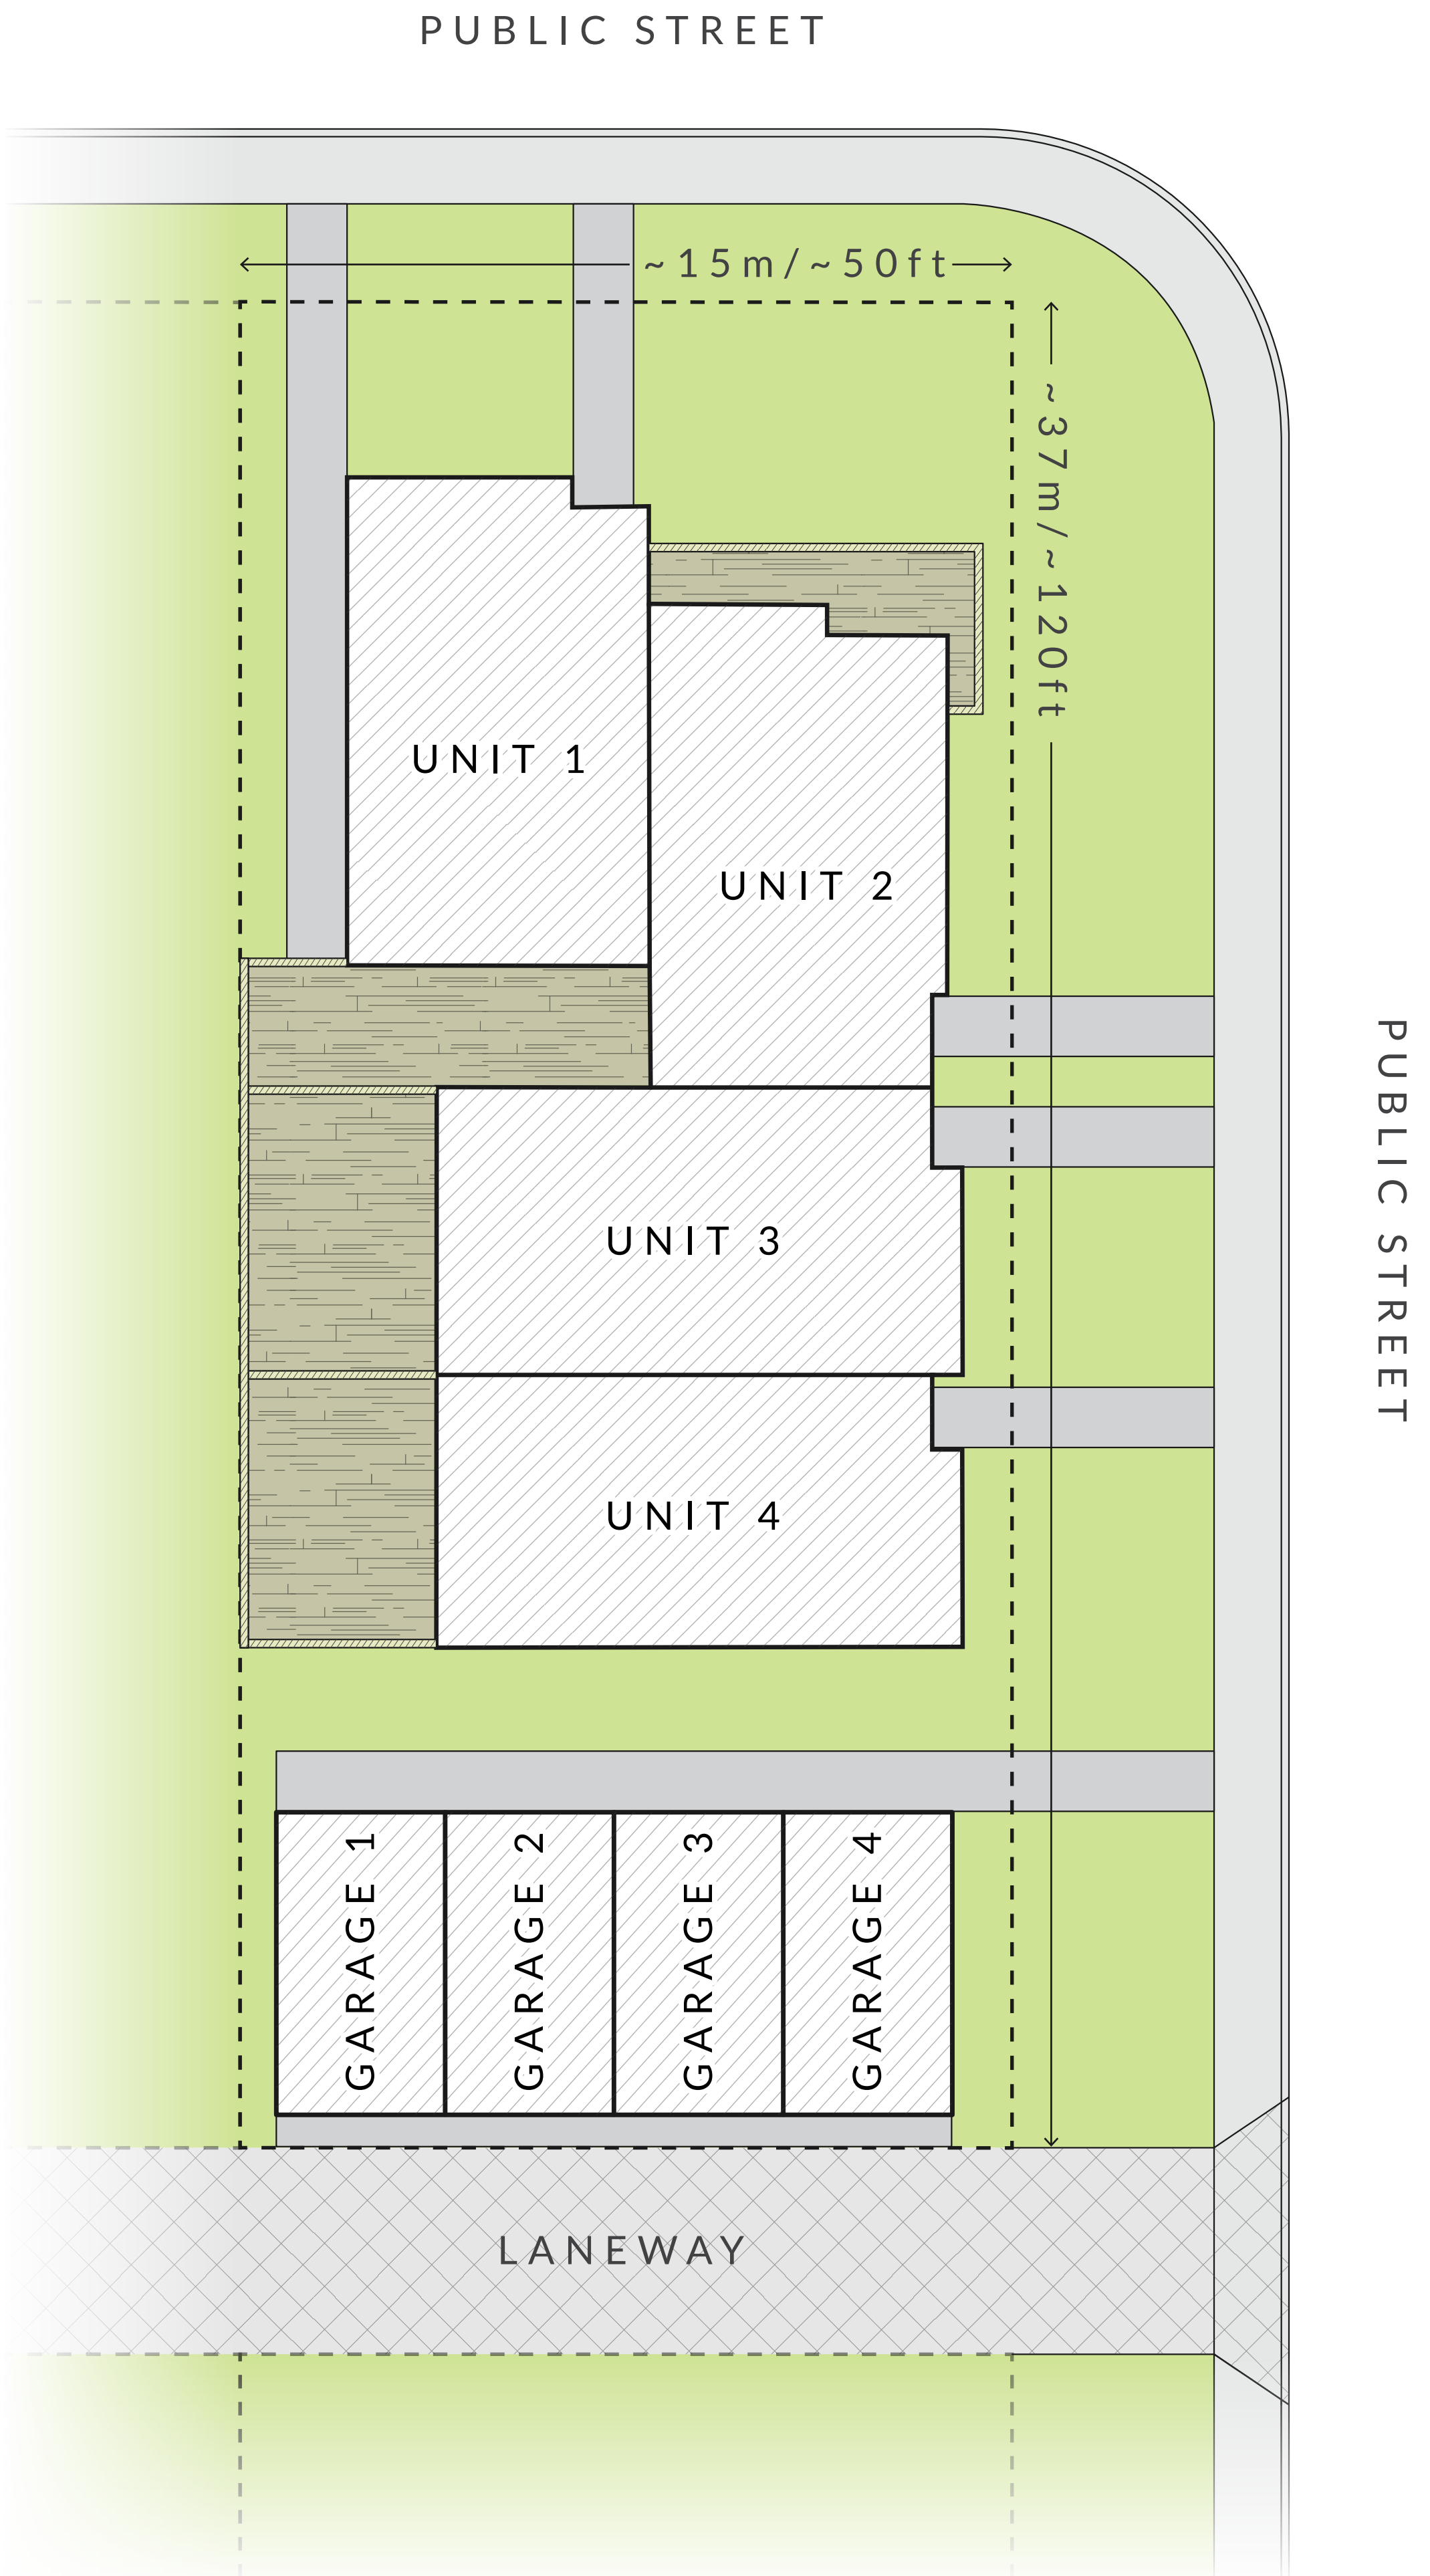 PUBLIC STREET
~15m/~50ft
~37m/~120ft
UNIT 1
UNIT 2
PUBLIC STREET
UNIT 3
UNIT 4
GARAGE 1
GARAGE 2
GARAGE 3
GARAGE 4
LANEWAY